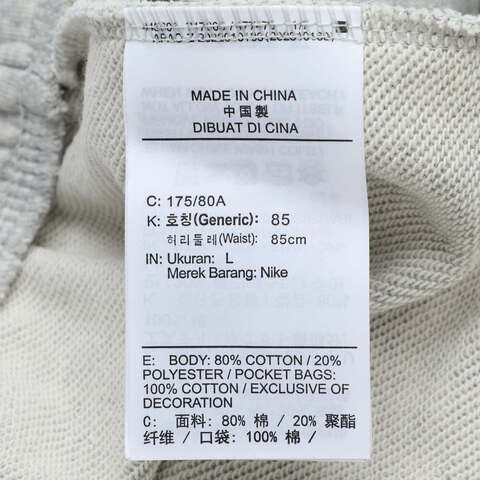 MADE IN CHINA
中国製
DIBUAT DI CINA
C: 175/80A
K: 호칭(Generic): 85
허리둘레(Waist): 85cm
IN: Ukuran: L
Merek Barang: Nike
E: BODY: 80% COTTON / 20%
POLYESTER / POCKET BAGS:
100% COTTON / EXCLUSIVE OF
DECORATION
C: 面料: 80% 棉 / 20% 聚酯
纤维 / 口袋: 100% 棉 /